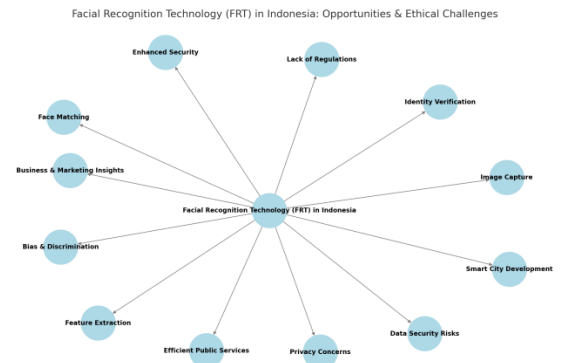 Facial Recognition Technology (FRT) in Indonesia: Opportunities & Ethical Challenges
Enhanced Security
Lack of Regulations
Identity Verification
Face Matching
Business & Marketing Insights
Image Capture
Facial Recognition Technology (FRT) in Indonesia
Bias & Discrimination
Smart City Development
Feature Extraction
Data Security Risks
Efficient Public Services
Privacy Concerns